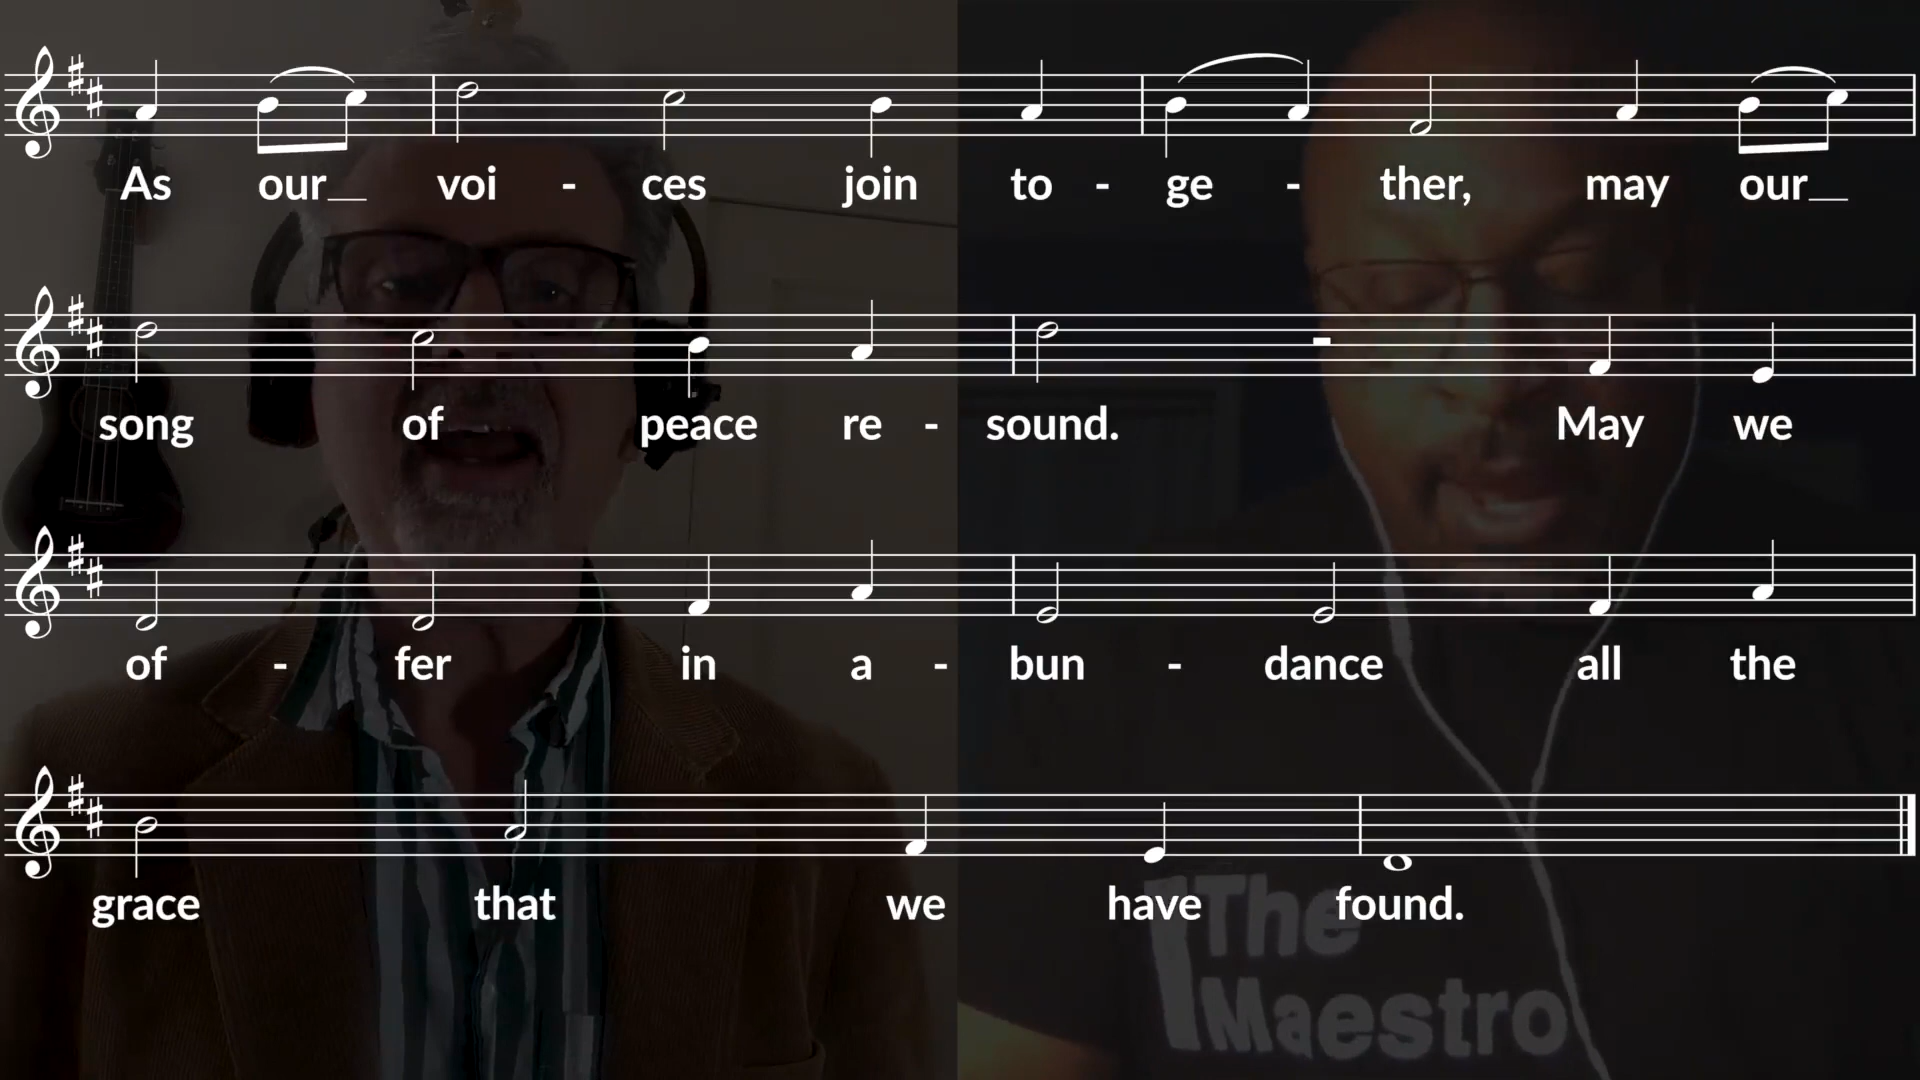 As our__ voi - ces join to - ge - ther, may our__
song of peace re - sound. May we
of - fer in a - bun - dance all the
grace that we have found.
The
Maestro